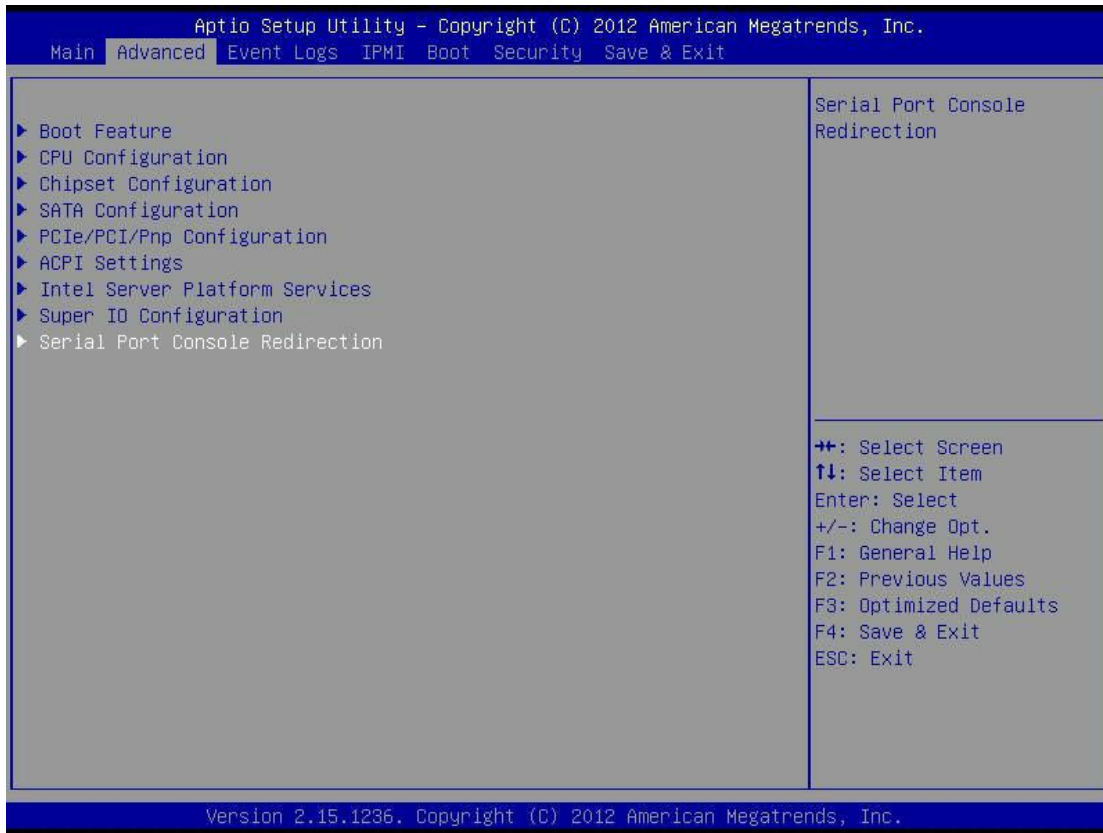 Aptio Setup Utility – Copyright (C) 2012 American Megatrends, Inc.
Main Advanced Event Logs IPMI Boot Security Save & Exit
▶ Boot Feature
▶ CPU Configuration
▶ Chipset Configuration
▶ SATA Configuration
▶ PCIe/PCI/Pnp Configuration
▶ ACPI Settings
▶ Intel Server Platform Services
▶ Super IO Configuration
▶ Serial Port Console Redirection
Serial Port Console
Redirection
→←: Select Screen
↑↓: Select Item
Enter: Select
+/-: Change Opt.
F1: General Help
F2: Previous Values
F3: Optimized Defaults
F4: Save & Exit
ESC: Exit
Version 2.15.1236. Copyright (C) 2012 American Megatrends, Inc.